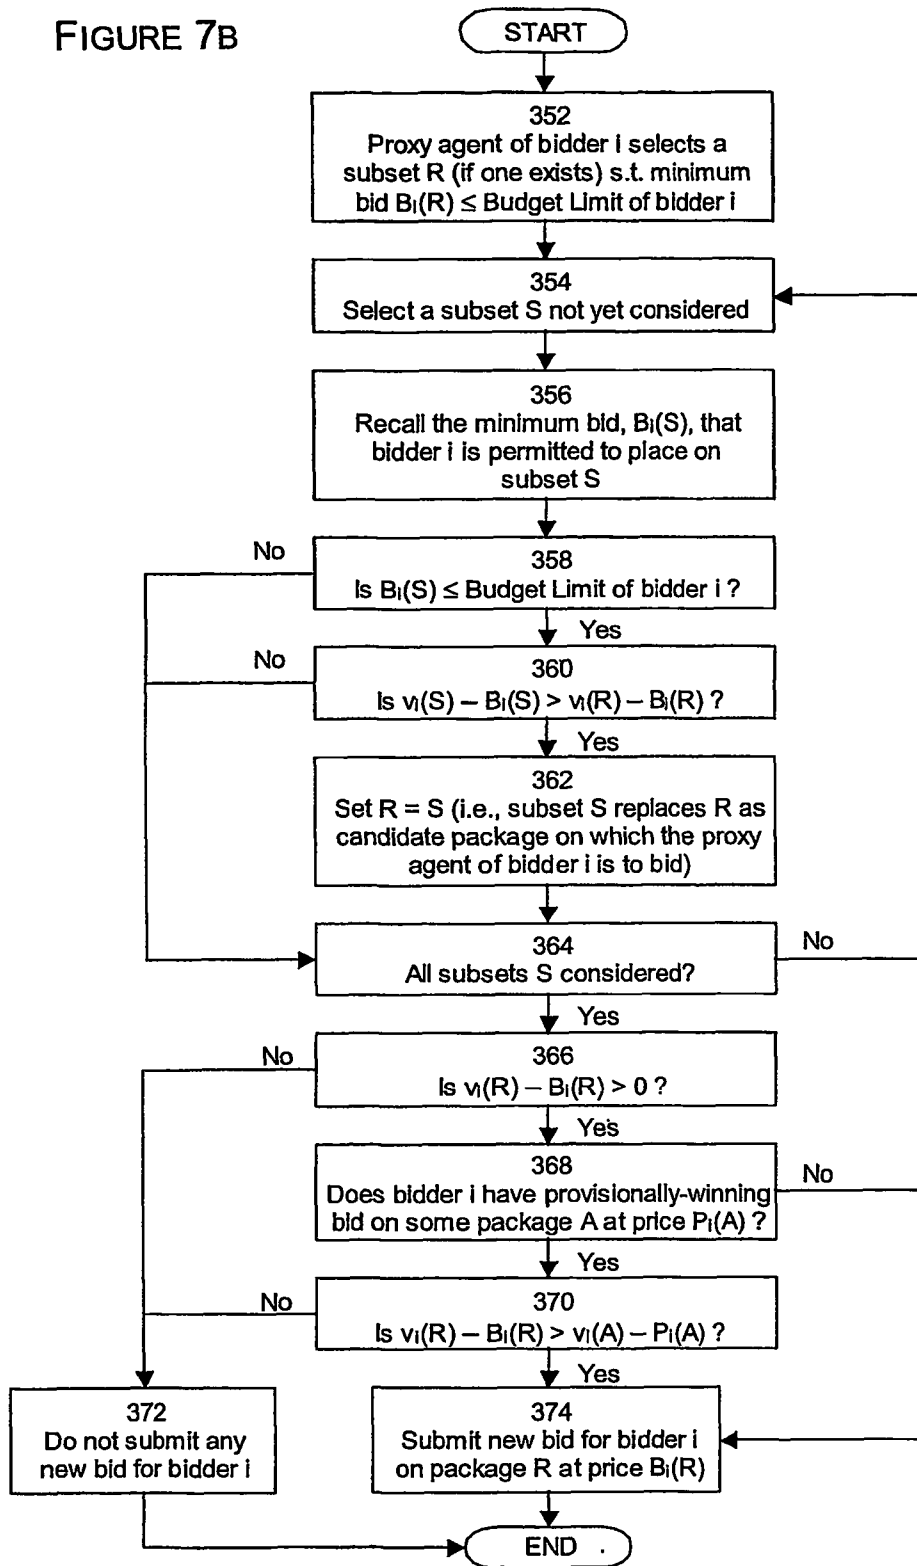 FIGURE 7B
START
352
Proxy agent of bidder i selects a
subset R (if one exists) s.t. minimum
bid Bi(R) ≤ Budget Limit of bidder i
354
Select a subset S not yet considered
356
Recall the minimum bid, Bi(S), that
bidder i is permitted to place on
subset S
No
358
Is Bi(S) ≤ Budget Limit of bidder i ?
Yes
No
360
Is vi(S) – Bi(S) > vi(R) – Bi(R) ?
Yes
362
Set R = S (i.e., subset S replaces R as
candidate package on which the proxy
agent of bidder i is to bid)
364
All subsets S considered?
No
Yes
No
366
Is vi(R) – Bi(R) > 0 ?
Yes
368
Does bidder i have provisionally-winning
bid on some package A at price Pi(A) ?
No
Yes
No
370
Is vi(R) – Bi(R) > vi(A) – Pi(A) ?
Yes
372
Do not submit any
new bid for bidder i
374
Submit new bid for bidder i
on package R at price Bi(R)
END